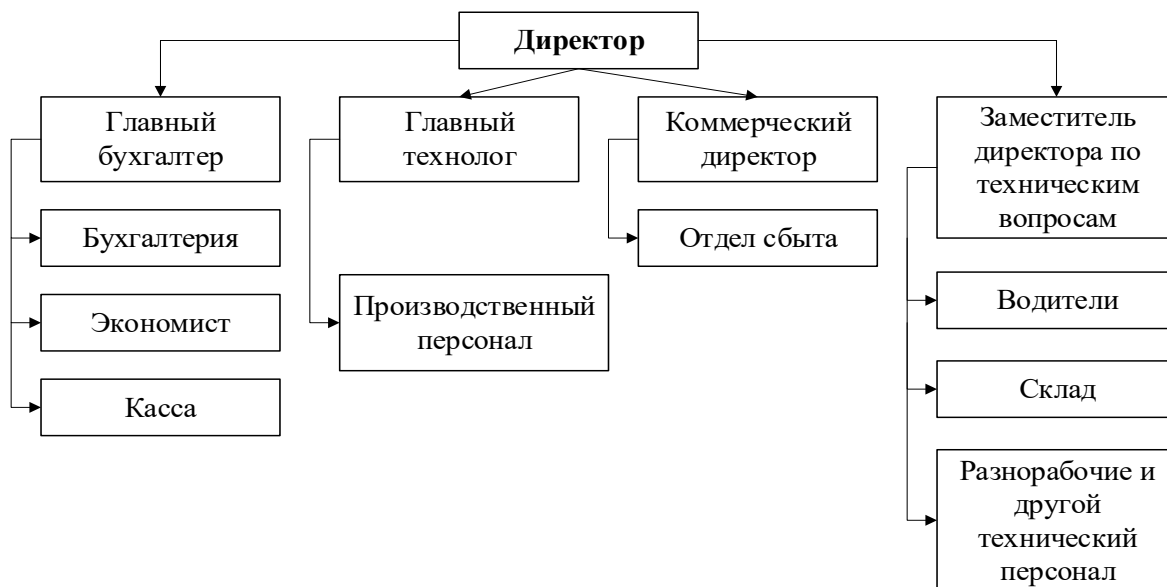 Директор
Главный
бухгалтер
Главный
технолог
Коммерческий
директор
Заместитель
директора по
техническим
вопросам
Бухгалтерия
Отдел сбыта
Экономист
Производственный
персонал
Водители
Касса
Склад
Разнорабочие и
другой
технический
персонал